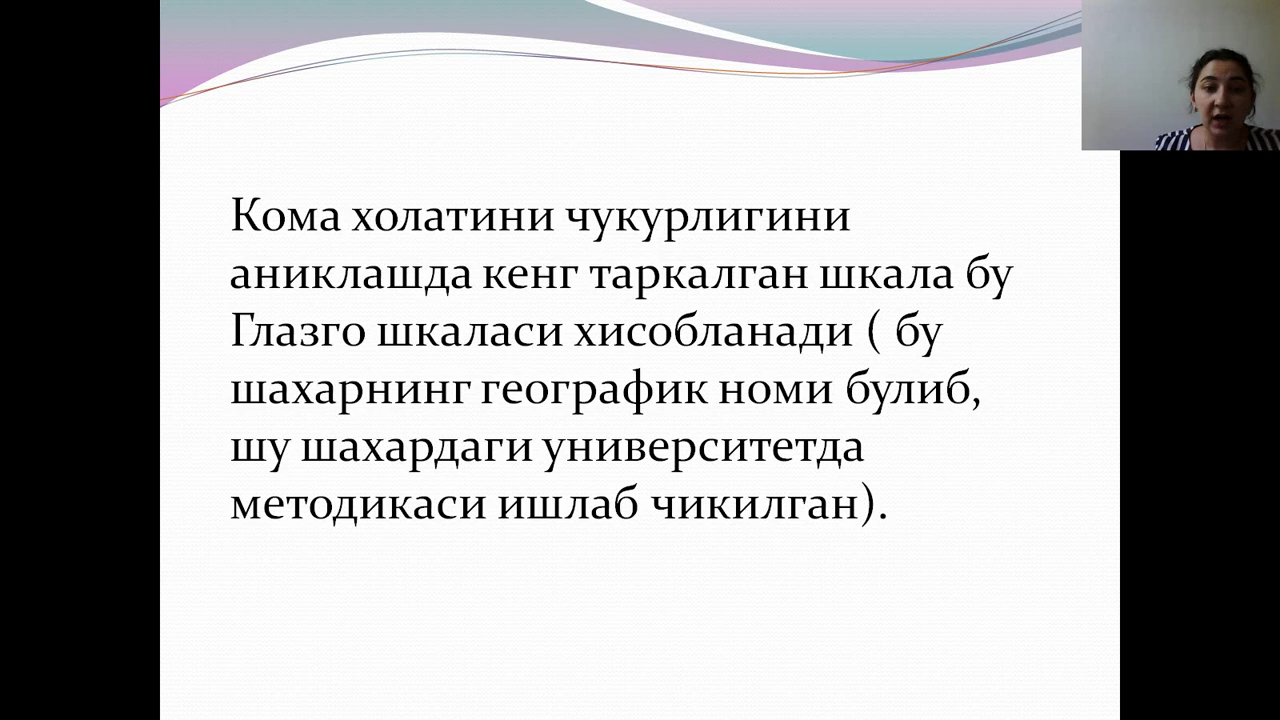 Кома холатини чукурлигини
аниклашда кенг таркалган шкала бу
Глазго шкаласи хисобланади ( бу
шахарнинг географик номи булиб,
шу шахардаги университетда
методикаси ишлаб чикилган).